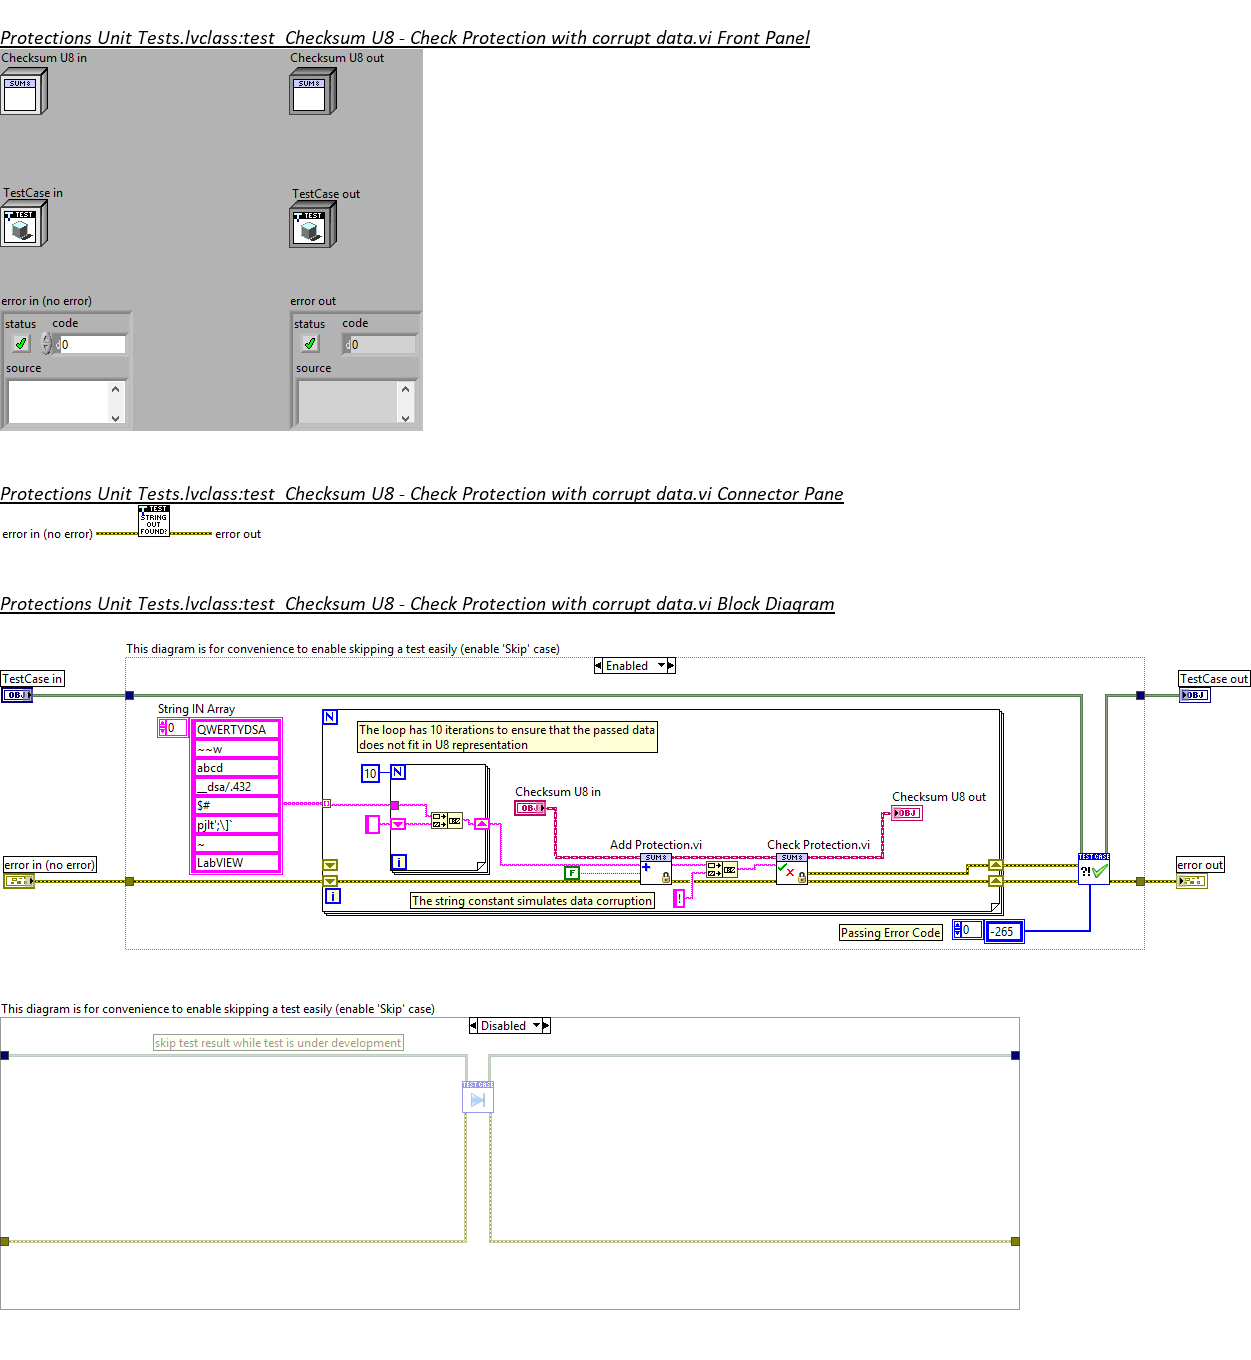 Protections Unit Tests.lvclass:test Checksum U8 - Check Protection with corrupt data.vi Front Panel
Checksum U8 in
Checksum U8 out
SUM8
SUM8
TestCase in
TestCase out
TEST
TEST
error in (no error)
error out
status
code
status
code
d
0
d
0
source
source
Protections Unit Tests.lvclass:test Checksum U8 - Check Protection with corrupt data.vi Connector Pane
TEST
STRING
OUT
FOUND?
error in (no error)
error out
Protections Unit Tests.lvclass:test Checksum U8 - Check Protection with corrupt data.vi Block Diagram
This diagram is for convenience to enable skipping a test easily (enable 'Skip' case)
Enabled
TestCase in
OBJ
TestCase out
OBJ
String IN Array
0
QWERTYDSA
~~w
abcd
__dsa/.432
$#
pjlt';\]`
~
LabVIEW
N
The loop has 10 iterations to ensure that the passed data
does not fit in U8 representation
10
N
i
Checksum U8 in
OBJ
Checksum U8 out
OBJ
Add Protection.vi
Check Protection.vi
SUM8
SUM8
F
!
i
The string constant simulates data corruption
error in (no error)
error out
TEST CASE
?!
Passing Error Code
0
-265
This diagram is for convenience to enable skipping a test easily (enable 'Skip' case)
Disabled
skip test result while test is under development
TEST CASE